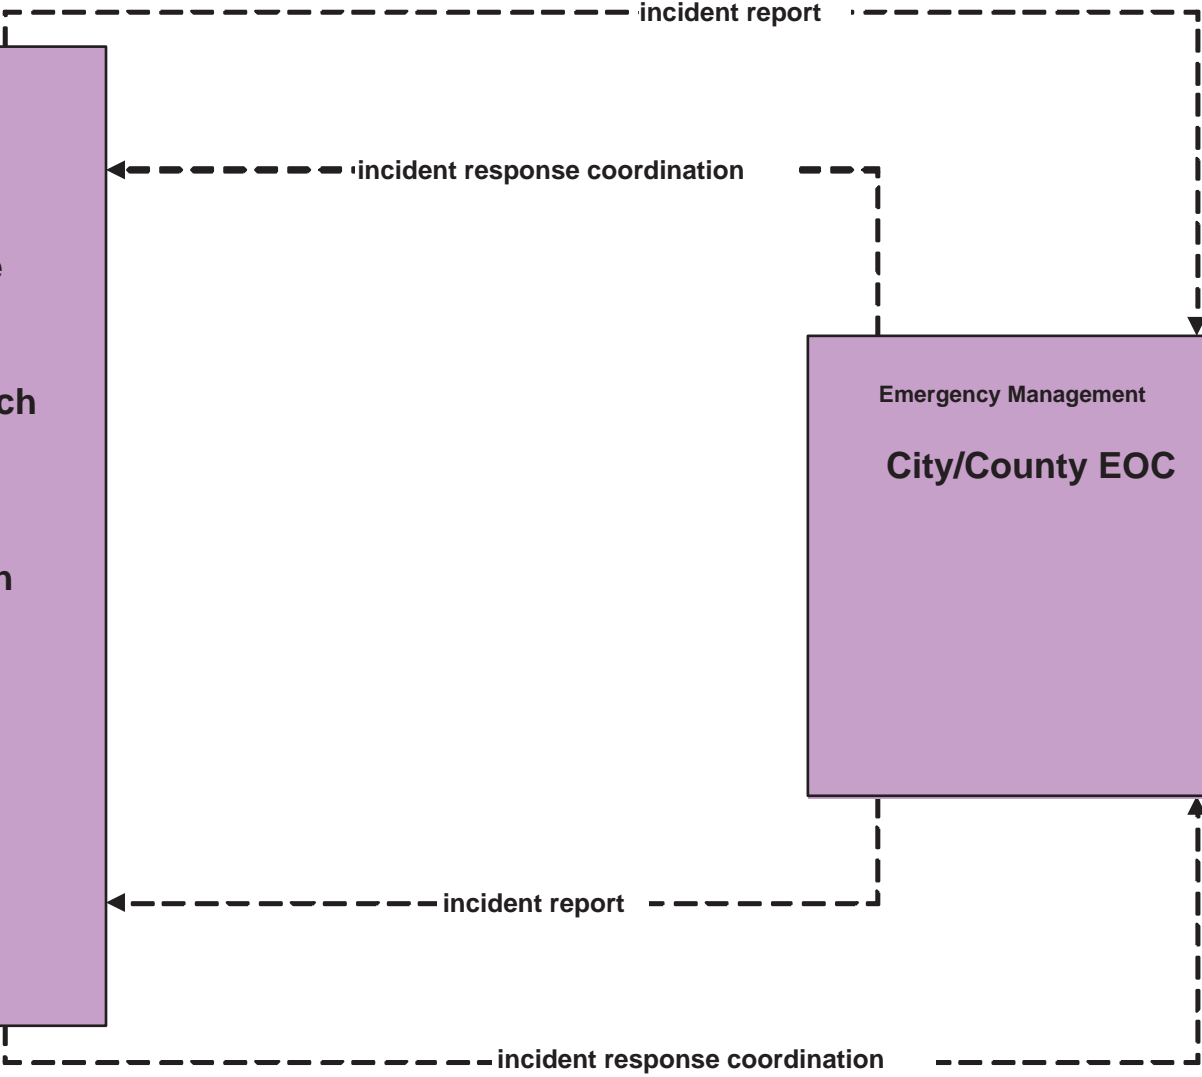 incident report
incident response coordination
Emergency Management
City/County EOC
incident report
incident response coordination